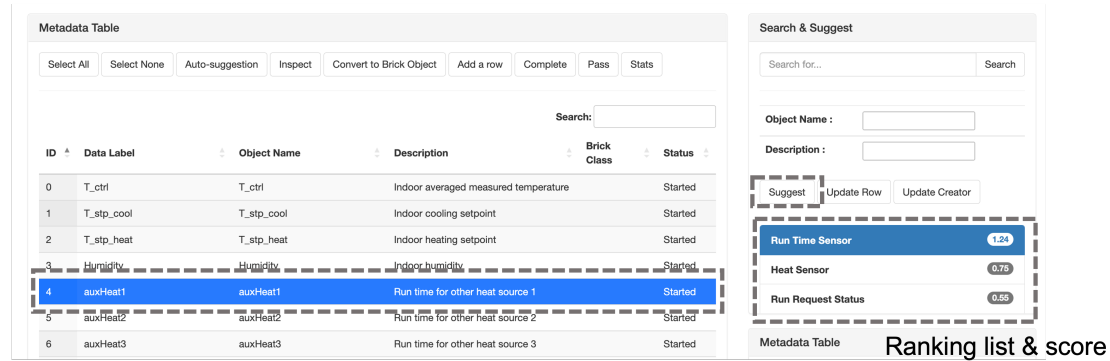 Metadata Table
Select All Select None Auto-suggestion Inspect Convert to Brick Object Add a row Complete Pass Stats
Search:
ID Data Label Object Name Description Brick Class Status
0 T_ctrl T_ctrl Indoor averaged measured temperature Started
1 T_stp_cool T_stp_cool Indoor cooling setpoint Started
2 T_stp_heat T_stp_heat Indoor heating setpoint Started
3 Humidity Humidity Indoor humidity Started
4 auxHeat1 auxHeat1 Run time for other heat source 1 Started
5 auxHeat2 auxHeat2 Run time for other heat source 2 Started
6 auxHeat3 auxHeat3 Run time for other heat source 3 Started
Search & Suggest
Search for... Search
Object Name :
Description :
Suggest Update Row Update Creator
Run Time Sensor 1.24
Heat Sensor 0.75
Run Request Status 0.55
Metadata Table
Ranking list & score